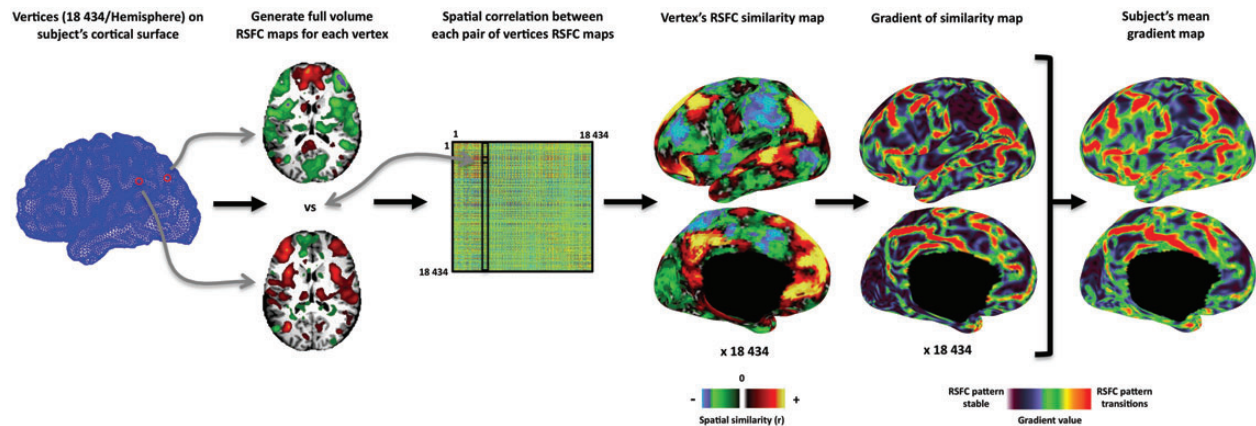 Vertices (18 434/Hemisphere) on
subject's cortical surface
Generate full volume
RSFC maps for each vertex
Spatial correlation between
each pair of vertices RSFC maps
Vertex's RSFC similarity map
Gradient of similarity map
Subject's mean
gradient map
1
18 434
1
vs
18 434
x 18 434
x 18 434
0
-
+
Spatial similarity (r)
RSFC pattern
stable
RSFC pattern
transitions
Gradient value